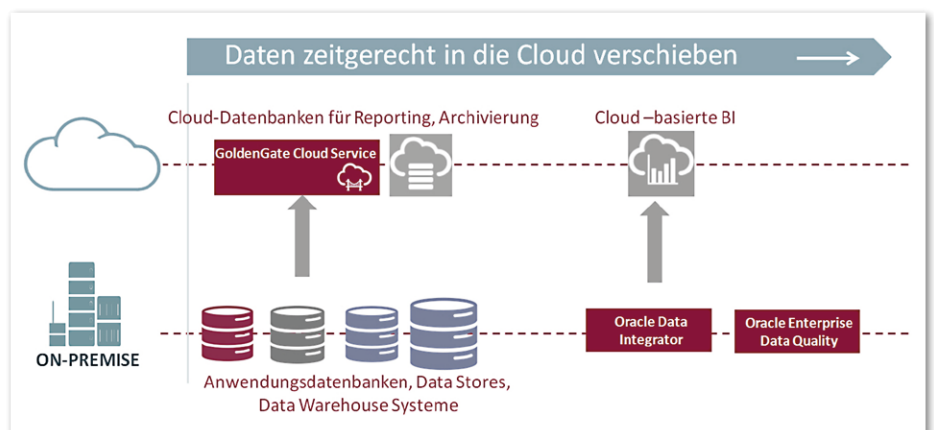 Daten zeitgerecht in die Cloud verschieben
Cloud-Datenbanken für Reporting, Archivierung
Cloud –basierte BI
GoldenGate Cloud Service
ON-PREMISE
Oracle Data
Integrator
Oracle Enterprise
Data Quality
Anwendungsdatenbanken, Data Stores,
Data Warehouse Systeme